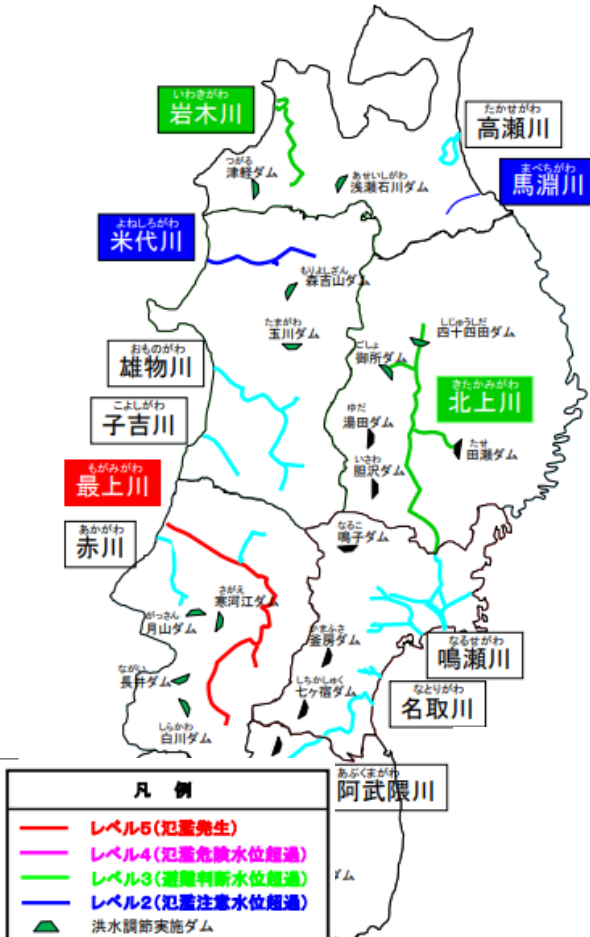 いわきがわ
岩木川
たかせがわ
高瀬川
つがる
津軽ダム
あせいしがわ
浅瀬石川ダム
まべちがわ
馬淵川
よねしろがわ
米代川
もりよしざん
森吉山ダム
たまがわ
玉川ダム
しじゅうしだ
四十四田ダム
ごしょ
御所ダム
おものがわ
雄物川
きたかみがわ
北上川
こよしがわ
子吉川
ゆだ
湯田ダム
たせ
田瀬ダム
いさわ
胆沢ダム
もがみがわ
最上川
あかがわ
赤川
なるこ
鳴子ダム
さがえ
寒河江ダム
がっさん
月山ダム
かまふさ
釜房ダム
なるせがわ
鳴瀬川
ながい
長井ダム
しちかしゅく
七ヶ宿ダム
なとりがわ
名取川
しらかわ
白川ダム
あぶくまがわ
阿武隈川
凡 例
レベル5(氾濫発生)
レベル4(氾濫危険水位超過)
レベル3(避難判断水位超過)
レベル2(氾濫注意水位超過)
洪水調節実施ダム
ダム